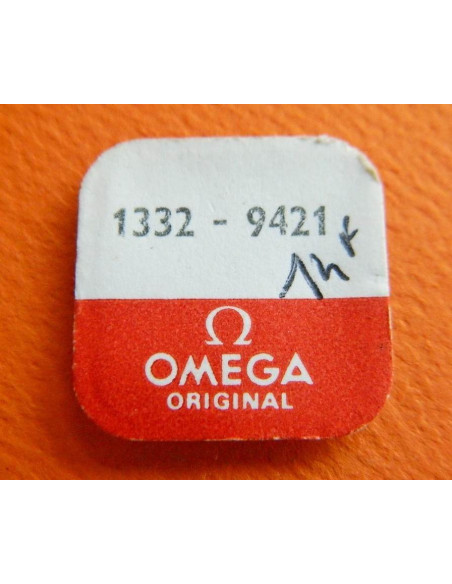 1332 - 9421
Ω
OMEGA
ORIGINAL